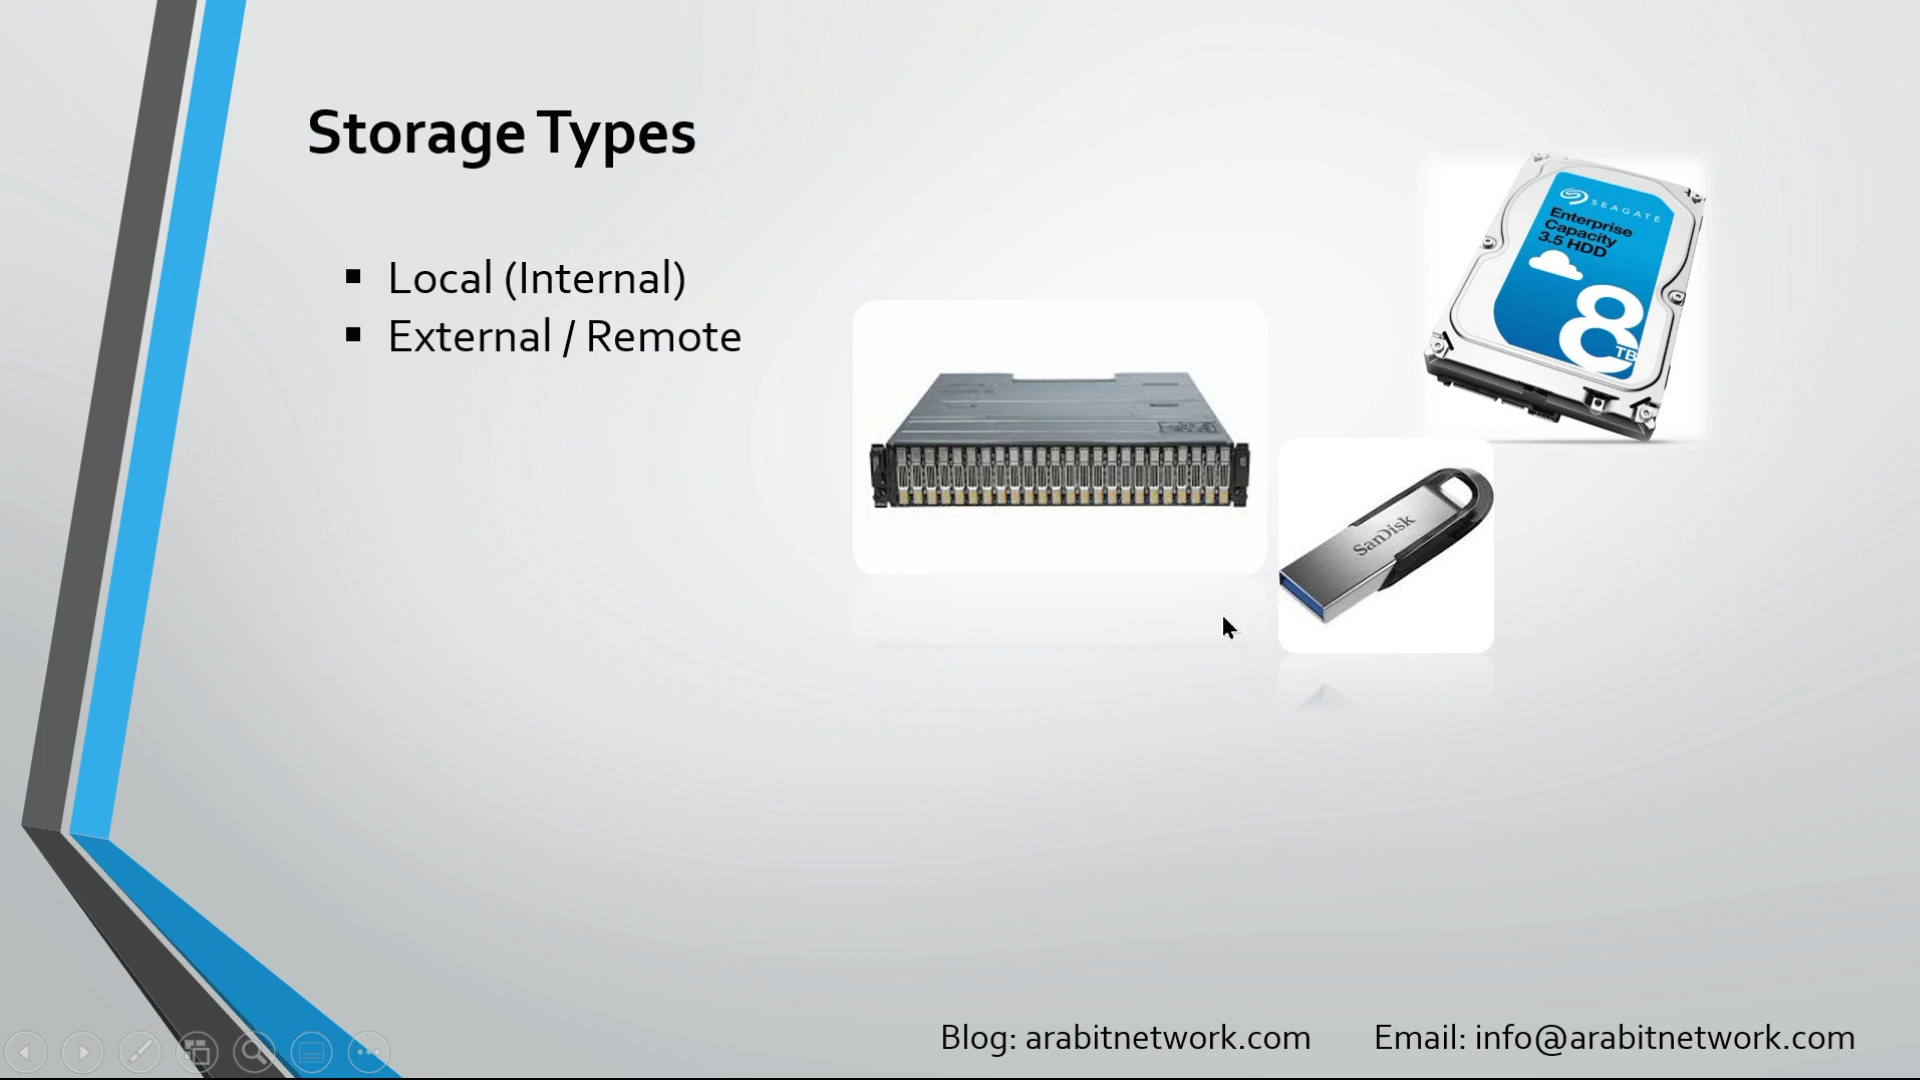 Storage Types
▪ Local (Internal)
▪ External / Remote
SEAGATE
Enterprise
Capacity
3.5 HDD
8
TB
SanDisk
Blog: arabitnetwork.com
Email: info@arabitnetwork.com